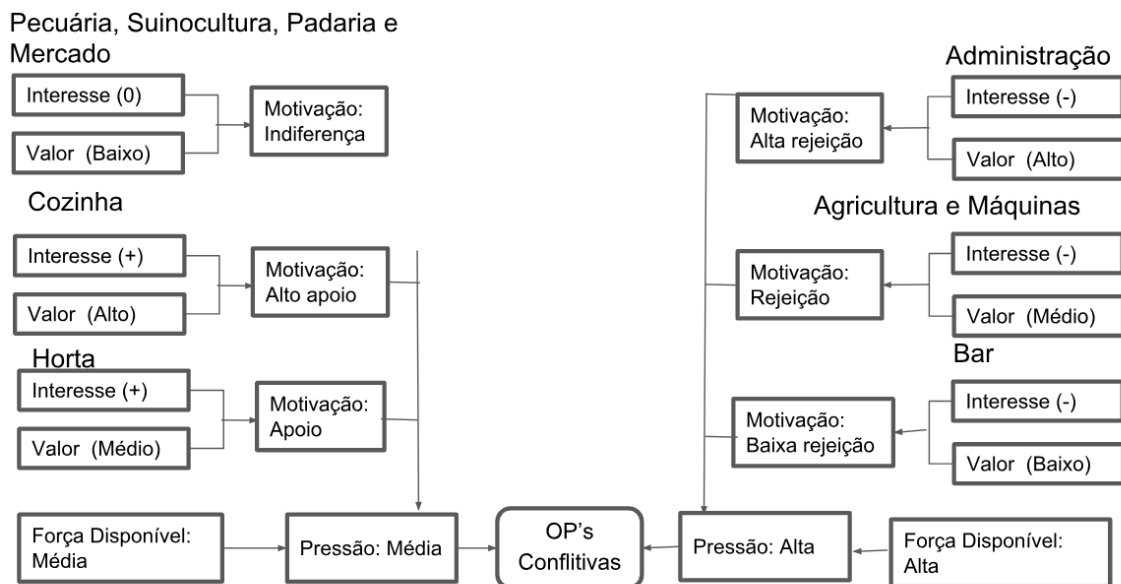 Pecuária, Suinocultura, Padaria e
Mercado
Interesse (0)
Valor (Baixo)
Motivação:
Indiferença
Cozinha
Interesse (+)
Valor (Alto)
Motivação:
Alto apoio
Horta
Interesse (+)
Valor (Médio)
Motivação:
Apoio
Força Disponível:
Média
Pressão: Média
OP's
Conflitivas
Administração
Interesse (-)
Valor (Alto)
Motivação:
Alta rejeição
Agricultura e Máquinas
Interesse (-)
Valor (Médio)
Motivação:
Rejeição
Bar
Interesse (-)
Valor (Baixo)
Motivação:
Baixa rejeição
Pressão: Alta
Força Disponível:
Alta